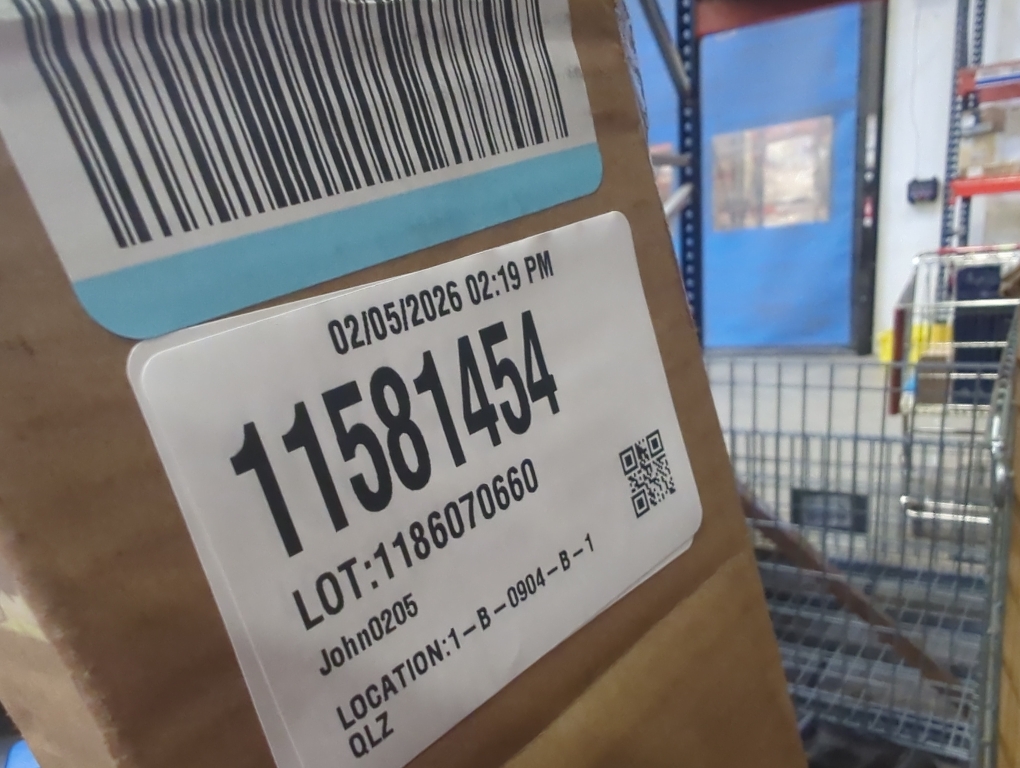 02/05/2026 02:19 PM
11581454
LOT:1186070660
John0205
LOCATION:1-B-0904-B-1
QLZ